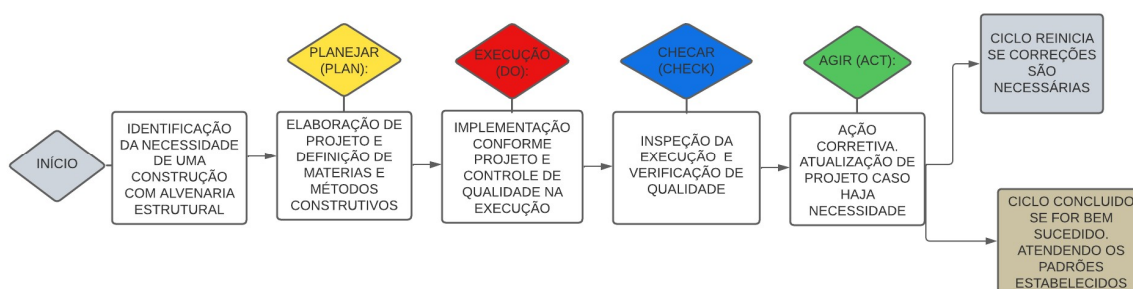 INÍCIO
IDENTIFICAÇÃO
DA NECESSIDADE
DE UMA
CONSTRUÇÃO
COM ALVENARIA
ESTRUTURAL
PLANEJAR
(PLAN):
ELABORAÇÃO DE
PROJETO E
DEFINIÇÃO DE
MATERIAS E
MÉTODOS
CONSTRUTIVOS
EXECUÇÃO
(DO):
IMPLEMENTAÇÃO
CONFORME
PROJETO E
CONTROLE DE
QUALIDADE NA
EXECUÇÃO
CHECAR
(CHECK)
INSPEÇÃO DA
EXECUÇÃO E
VERIFICAÇÃO DE
QUALIDADE
AGIR (ACT):
AÇÃO
CORRETIVA.
ATUALIZAÇÃO DE
PROJETO CASO
HAJA
NECESSIDADE
CICLO REINICIA
SE CORREÇÕES
SÃO
NECESSÁRIAS
CICLO CONCLUIDO
SE FOR BEM
SUCEDIDO.
ATENDENDO OS
PADRÕES
ESTABELECIDOS